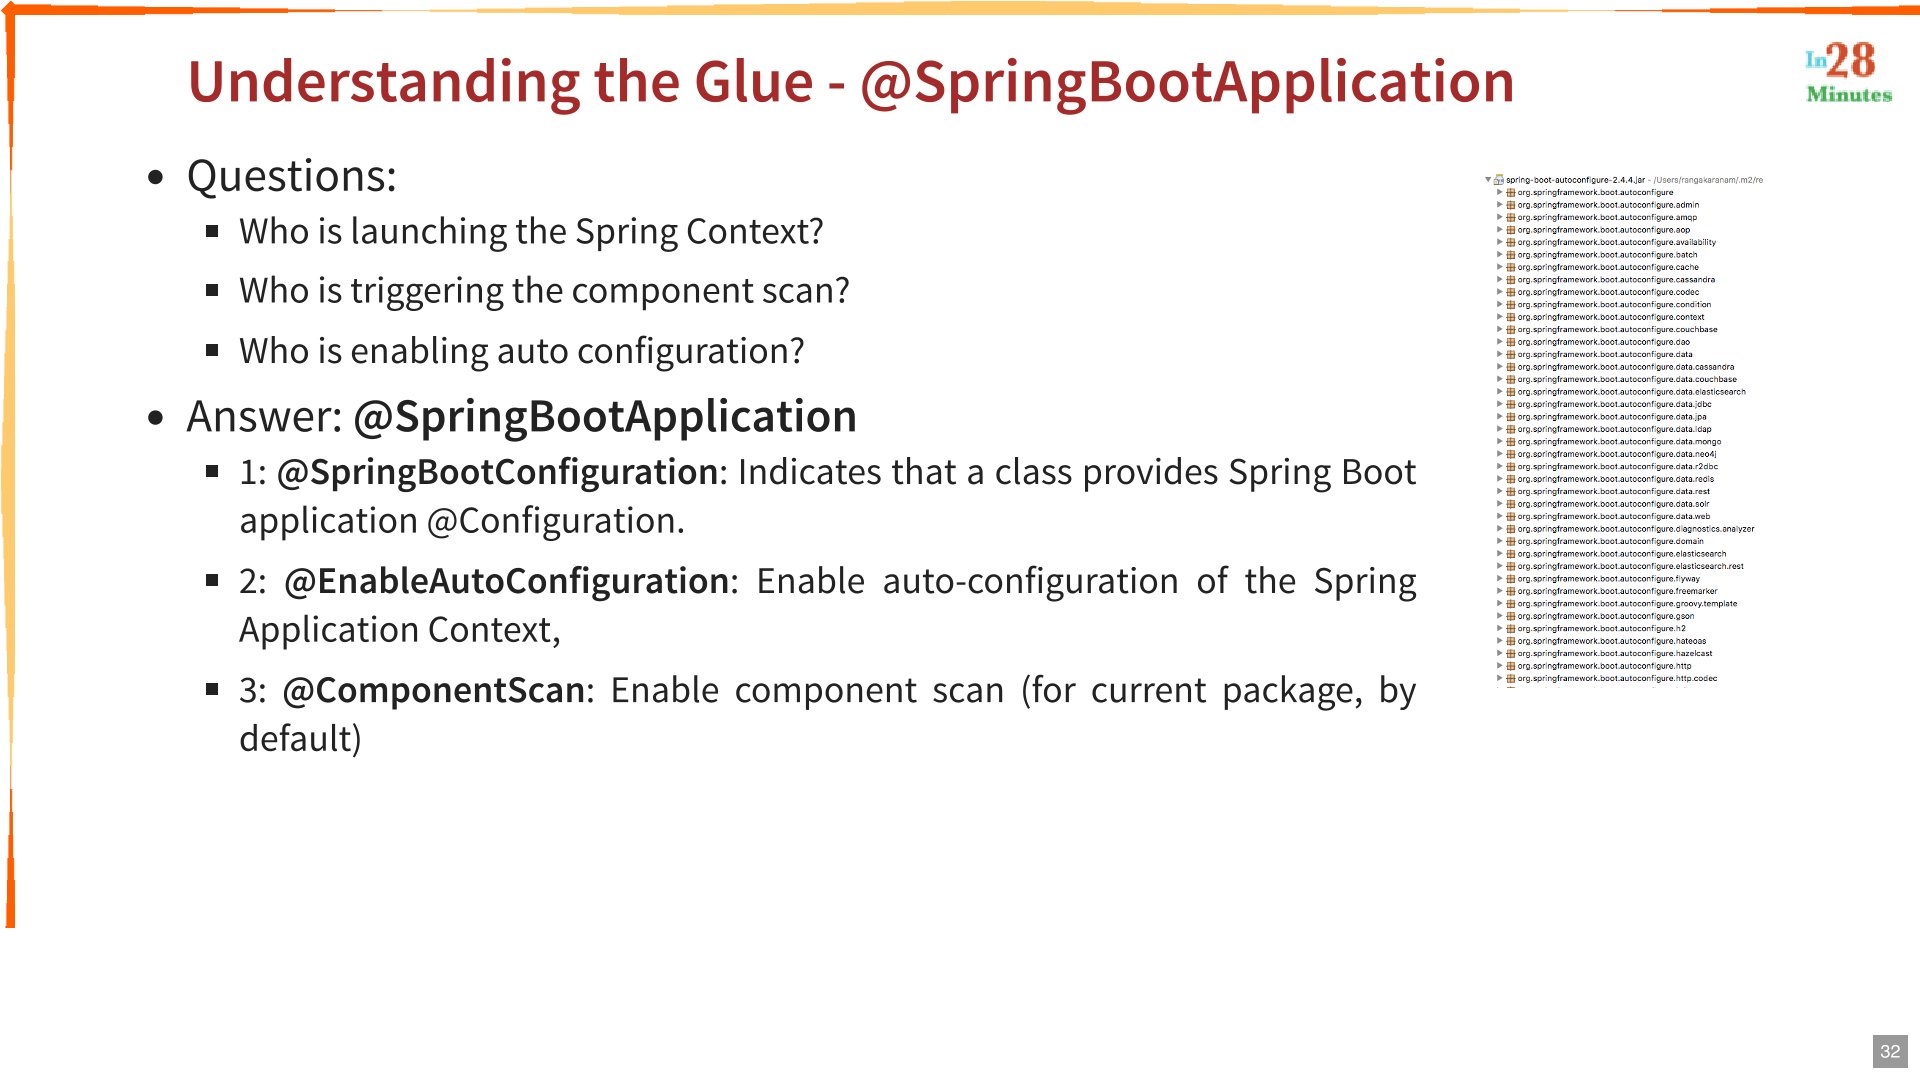 Understanding the Glue - @SpringBootApplication
In28
Minutes
• Questions:
▪ Who is launching the Spring Context?
▪ Who is triggering the component scan?
▪ Who is enabling auto configuration?
• Answer: @SpringBootApplication
▪ 1: @SpringBootConfiguration: Indicates that a class provides Spring Boot
application @Configuration.
▪ 2: @EnableAutoConfiguration: Enable auto-configuration of the Spring
Application Context,
▪ 3: @ComponentScan: Enable component scan (for current package, by
default)
spring-boot-autoconfigure-2.4.4.jar - /Users/rangakaranam/.m2/re
org.springframework.boot.autoconfigure
org.springframework.boot.autoconfigure.admin
org.springframework.boot.autoconfigure.amqp
org.springframework.boot.autoconfigure.aop
org.springframework.boot.autoconfigure.availability
org.springframework.boot.autoconfigure.batch
org.springframework.boot.autoconfigure.cache
org.springframework.boot.autoconfigure.cassandra
org.springframework.boot.autoconfigure.codec
org.springframework.boot.autoconfigure.condition
org.springframework.boot.autoconfigure.context
org.springframework.boot.autoconfigure.couchbase
org.springframework.boot.autoconfigure.dao
org.springframework.boot.autoconfigure.data
org.springframework.boot.autoconfigure.data.cassandra
org.springframework.boot.autoconfigure.data.couchbase
org.springframework.boot.autoconfigure.data.elasticsearch
org.springframework.boot.autoconfigure.data.jdbc
org.springframework.boot.autoconfigure.data.jpa
org.springframework.boot.autoconfigure.data.ldap
org.springframework.boot.autoconfigure.data.mongo
org.springframework.boot.autoconfigure.data.neo4j
org.springframework.boot.autoconfigure.data.r2dbc
org.springframework.boot.autoconfigure.data.redis
org.springframework.boot.autoconfigure.data.rest
org.springframework.boot.autoconfigure.data.solr
org.springframework.boot.autoconfigure.data.web
org.springframework.boot.autoconfigure.diagnostics.analyzer
org.springframework.boot.autoconfigure.domain
org.springframework.boot.autoconfigure.elasticsearch
org.springframework.boot.autoconfigure.elasticsearch.rest
org.springframework.boot.autoconfigure.flyway
org.springframework.boot.autoconfigure.freemarker
org.springframework.boot.autoconfigure.groovy.template
org.springframework.boot.autoconfigure.gson
org.springframework.boot.autoconfigure.h2
org.springframework.boot.autoconfigure.hateoas
org.springframework.boot.autoconfigure.hazelcast
org.springframework.boot.autoconfigure.http
org.springframework.boot.autoconfigure.http.codec
32